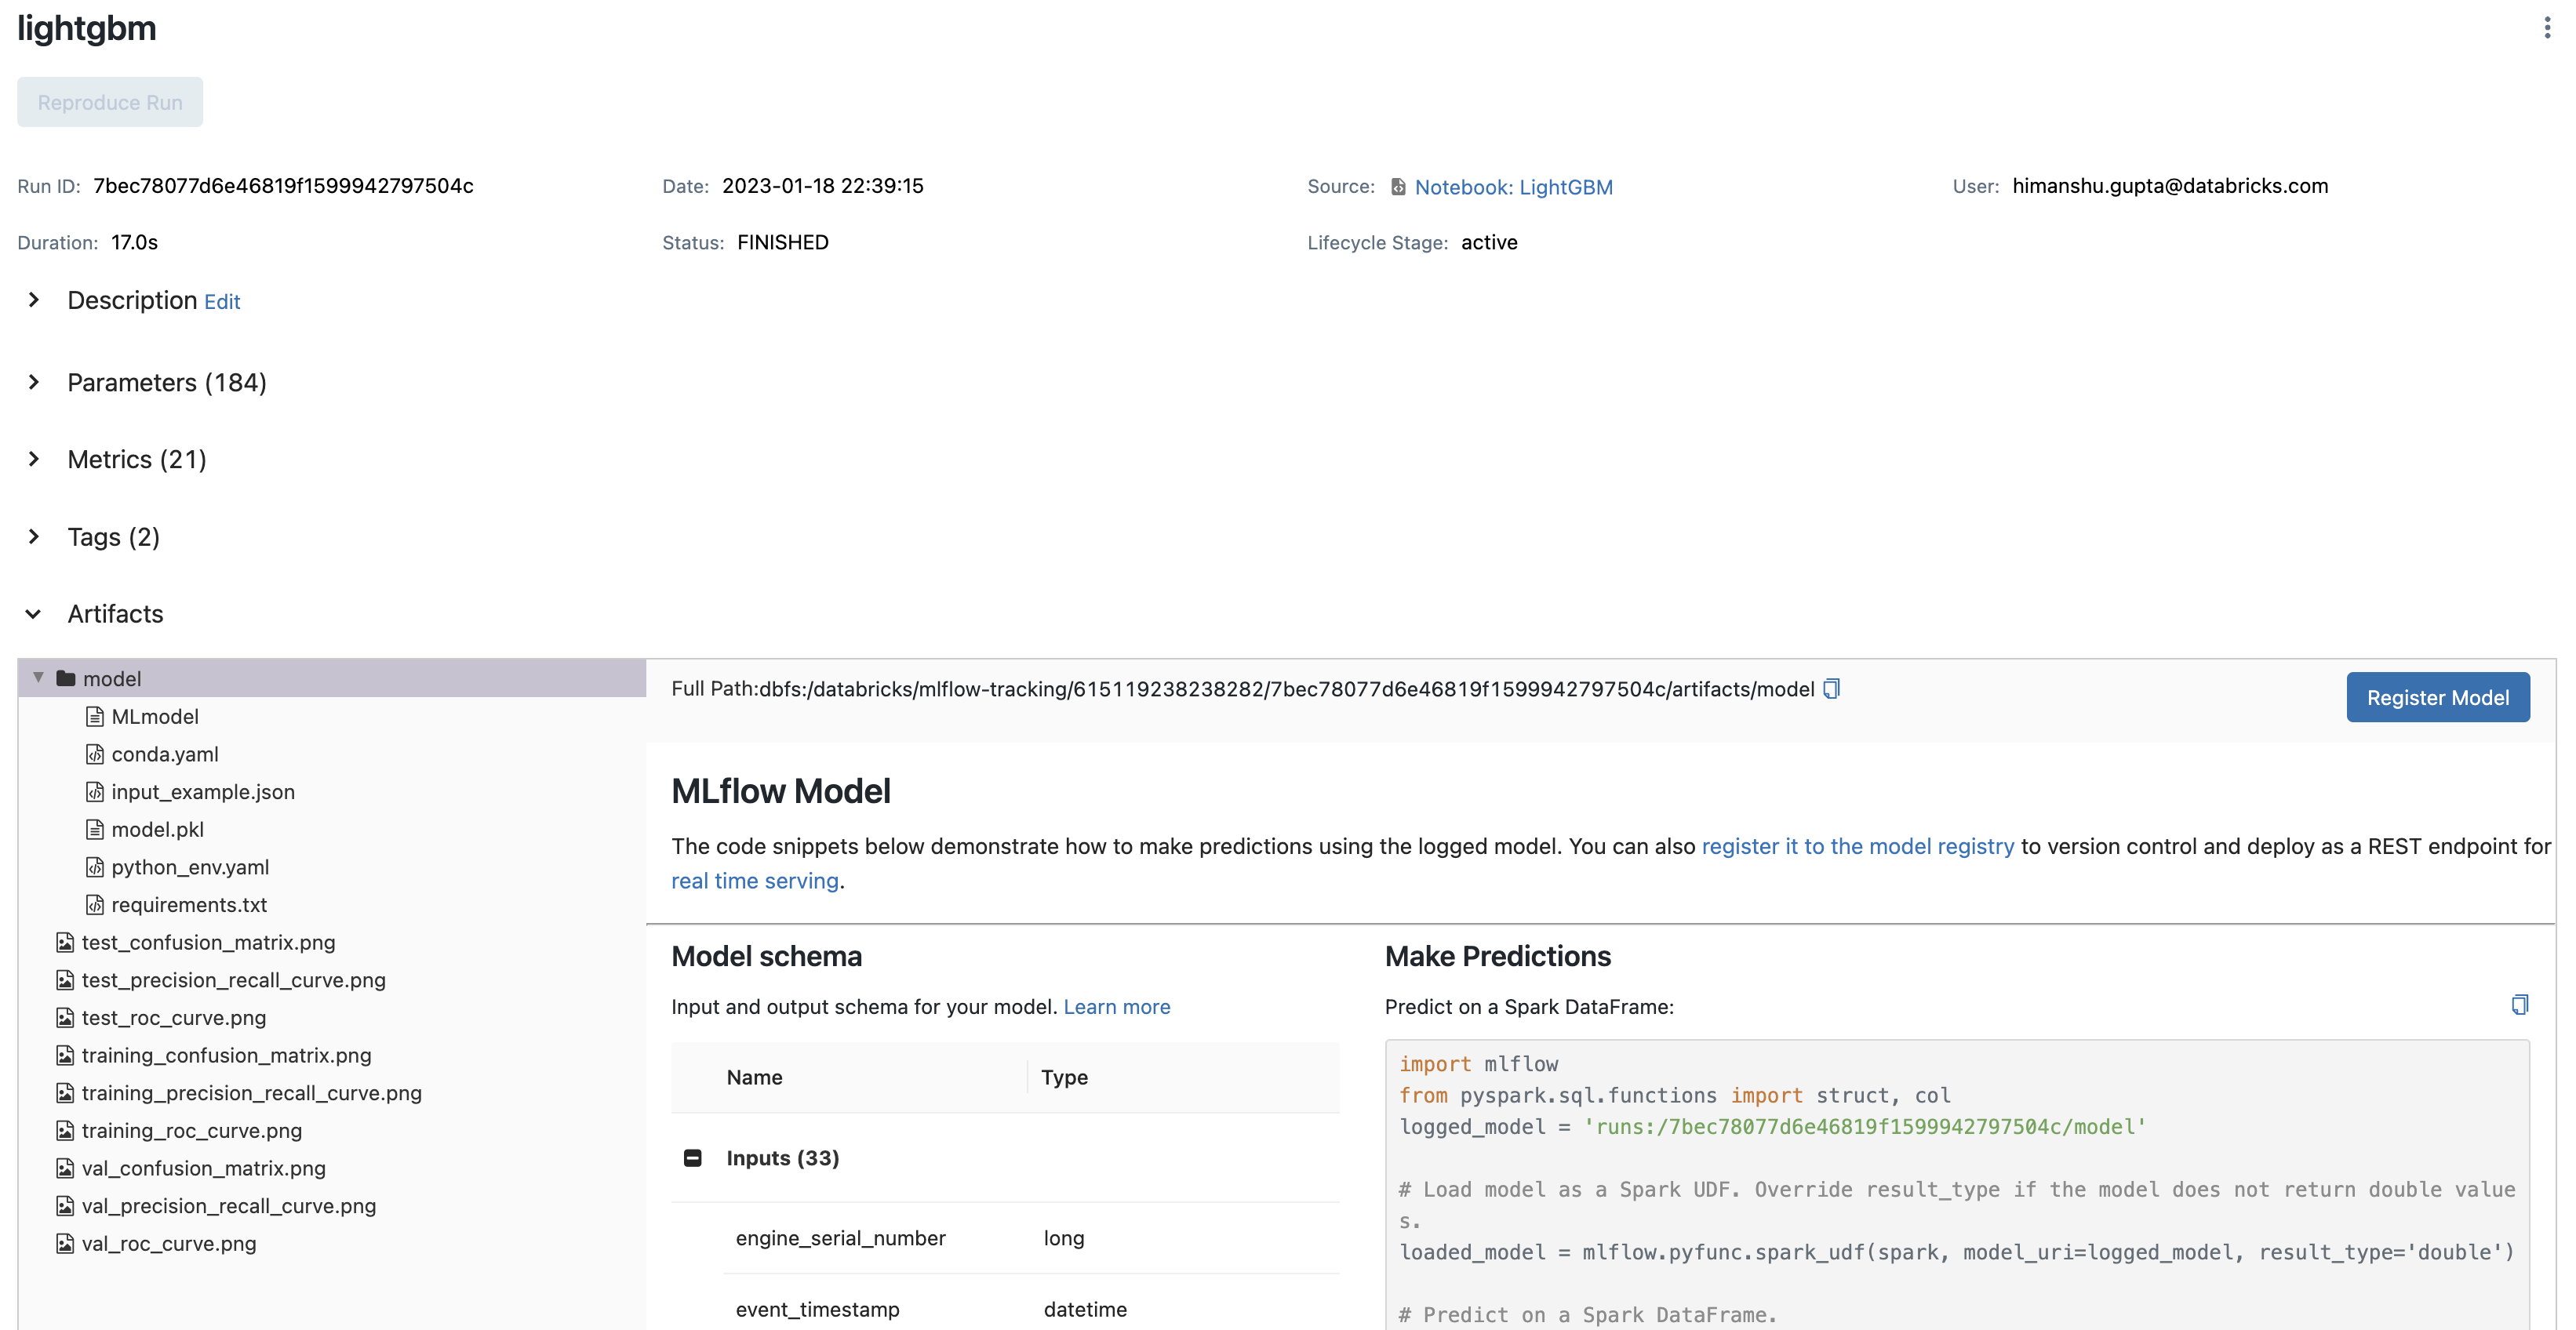 lightgbm
Reproduce Run
Run ID: 7bec78077d6e46819f1599942797504c
Date: 2023-01-18 22:39:15
Source: Notebook: LightGBM
User: himanshu.gupta@databricks.com
Duration: 17.0s
Status: FINISHED
Lifecycle Stage: active
Description Edit
Parameters (184)
Metrics (21)
Tags (2)
Artifacts
model
MLmodel
conda.yaml
input_example.json
model.pkl
python_env.yaml
requirements.txt
test_confusion_matrix.png
test_precision_recall_curve.png
test_roc_curve.png
training_confusion_matrix.png
training_precision_recall_curve.png
training_roc_curve.png
val_confusion_matrix.png
val_precision_recall_curve.png
val_roc_curve.png
Full Path:dbfs:/databricks/mlflow-tracking/615119238238282/7bec78077d6e46819f1599942797504c/artifacts/model
Register Model
MLflow Model
The code snippets below demonstrate how to make predictions using the logged model. You can also register it to the model registry to version control and deploy as a REST endpoint for
real time serving.
Model schema
Input and output schema for your model. Learn more
Name Type
Inputs (33)
engine_serial_number long
event_timestamp datetime
Make Predictions
Predict on a Spark DataFrame:
import mlflow
from pyspark.sql.functions import struct, col
logged_model = 'runs:/7bec78077d6e46819f1599942797504c/model'
# Load model as a Spark UDF. Override result_type if the model does not return double value
s.
loaded_model = mlflow.pyfunc.spark_udf(spark, model_uri=logged_model, result_type='double')
# Predict on a Spark DataFrame.